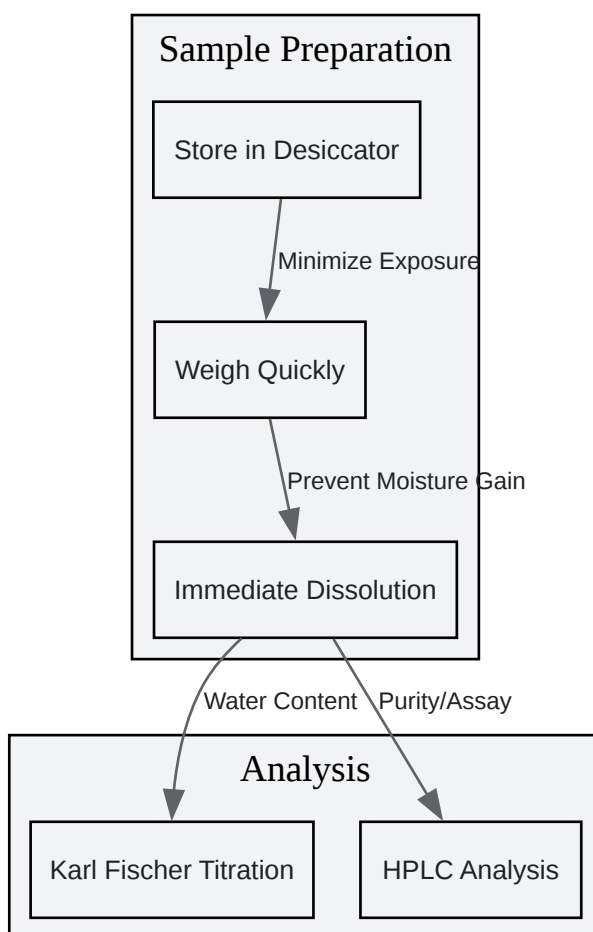 Sample Preparation
Store in Desiccator
Minimize Exposure
Weigh Quickly
Prevent Moisture Gain
Immediate Dissolution
Water Content
Purity/Assay
Analysis
Karl Fischer Titration
HPLC Analysis